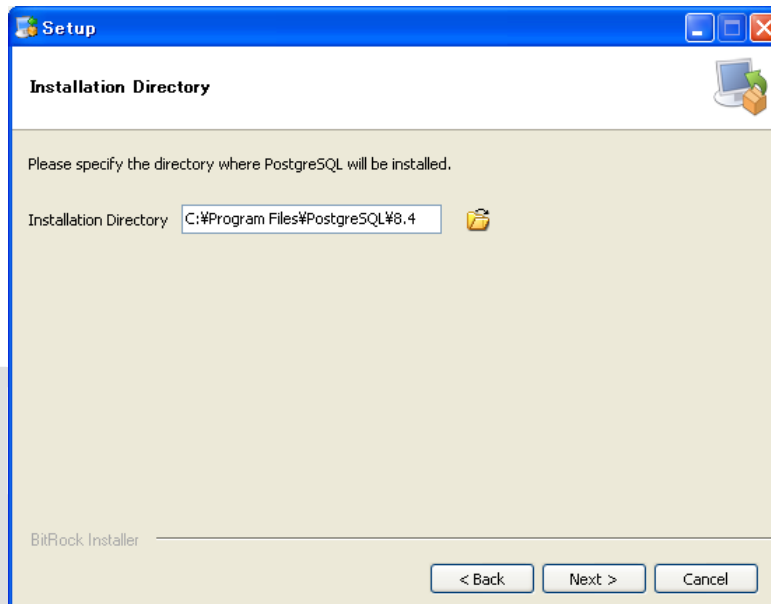 Setup
Installation Directory
Please specify the directory where PostgreSQL will be installed.
Installation Directory C:¥Program Files¥PostgreSQL¥8.4
BitRock Installer
< Back Next > Cancel